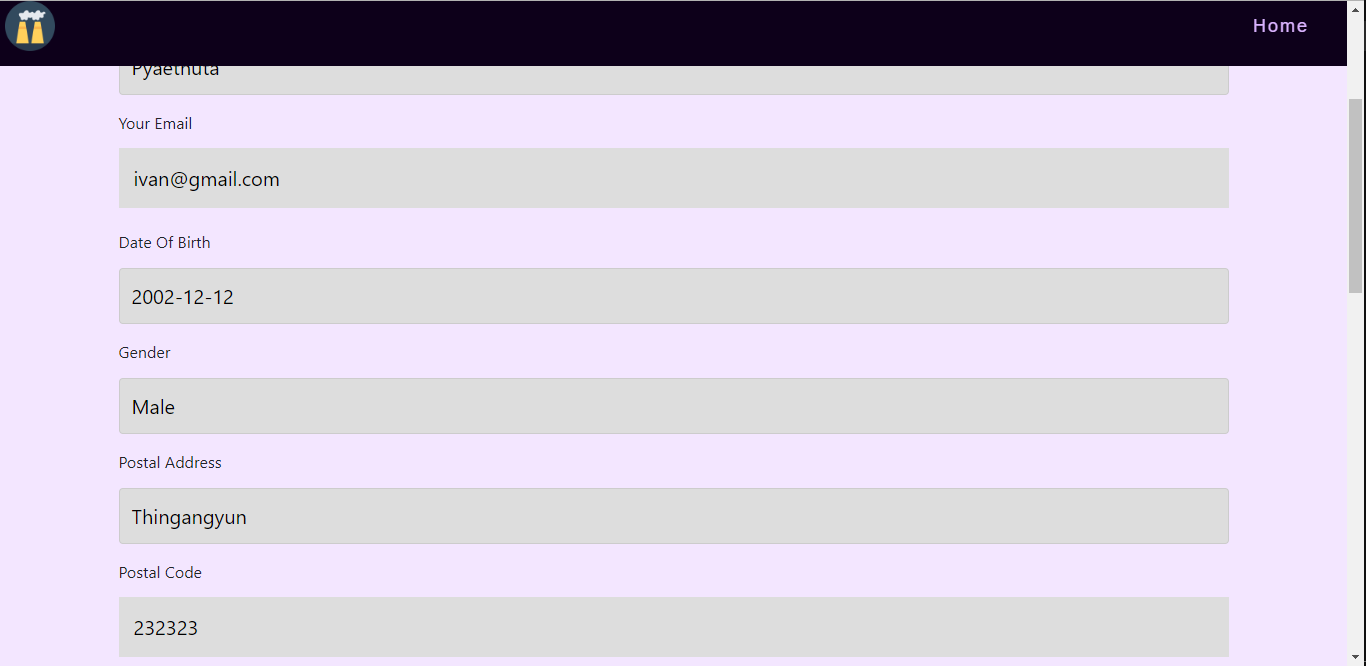 Home
Pyaethuta
Your Email
ivan@gmail.com
Date Of Birth
2002-12-12
Gender
Male
Postal Address
Thingangyun
Postal Code
232323